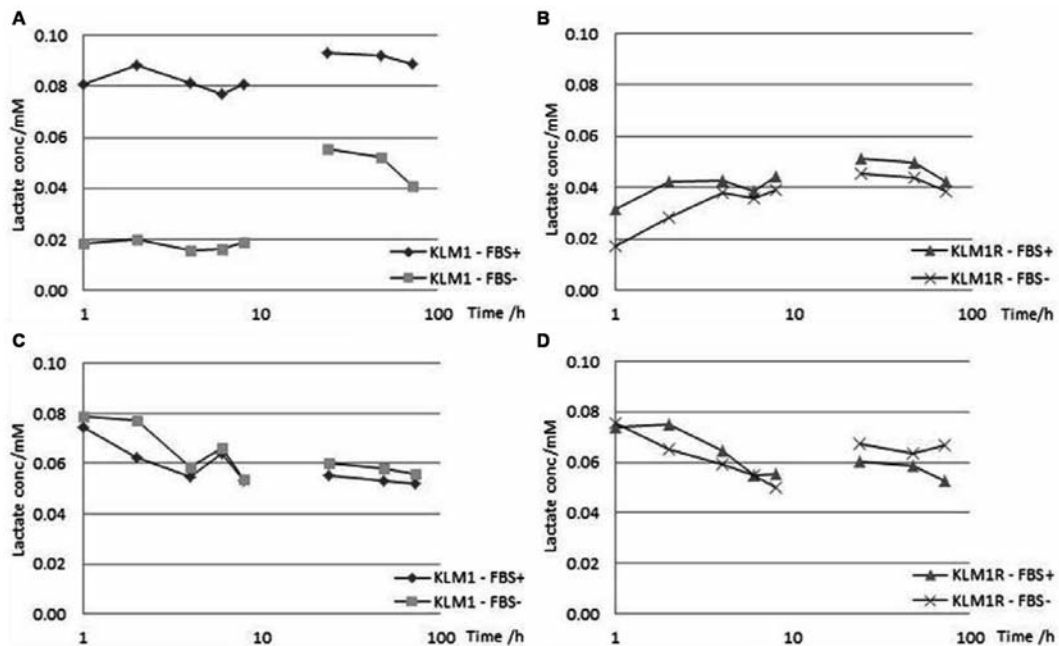 A
0.10
0.08
0.06
0.04
0.02
0.00
Lactate conc/mM
KLM1 - FBS+
KLM1 - FBS-
1
10
100
Time /h
B
0.10
0.08
0.06
0.04
0.02
0.00
Lactate conc/mM
KLM1R - FBS+
KLM1R - FBS-
1
10
100
Time/h
C
0.10
0.08
0.06
0.04
0.02
0.00
Lactate conc/mM
KLM1 - FBS+
KLM1 - FBS-
1
10
100
Time /h
D
0.10
0.08
0.06
0.04
0.02
0.00
Lactate conc/mM
KLM1R - FBS+
KLM1R - FBS-
1
10
100
Time /h